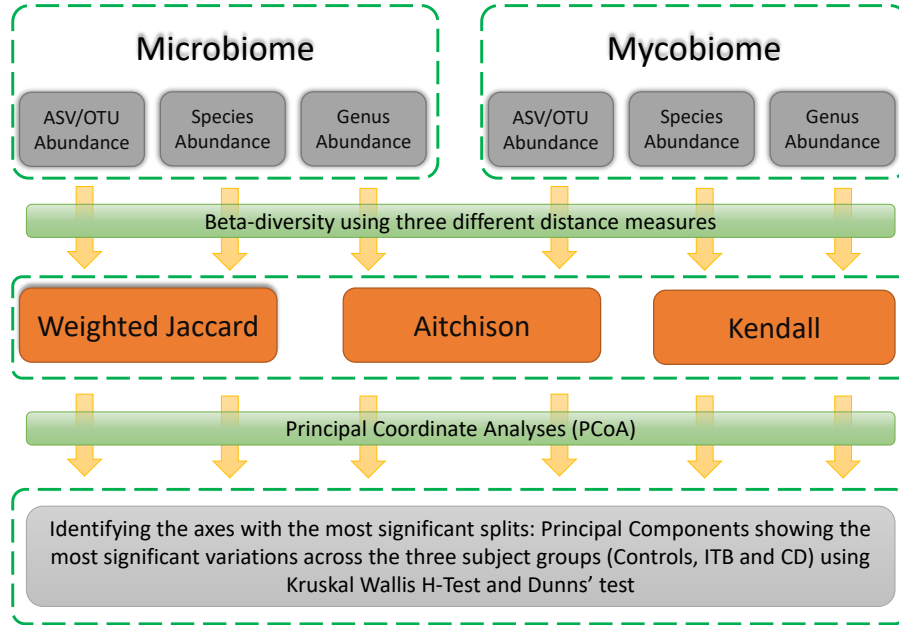 Microbiome
Mycobiome
ASV/OTU
Abundance
Species
Abundance
Genus
Abundance
ASV/OTU
Abundance
Species
Abundance
Genus
Abundance
Beta-diversity using three different distance measures
Weighted Jaccard
Aitchison
Kendall
Principal Coordinate Analyses (PCoA)
Identifying the axes with the most significant splits: Principal Components showing the
most significant variations across the three subject groups (Controls, ITB and CD) using
Kruskal Wallis H-Test and Dunns’ test